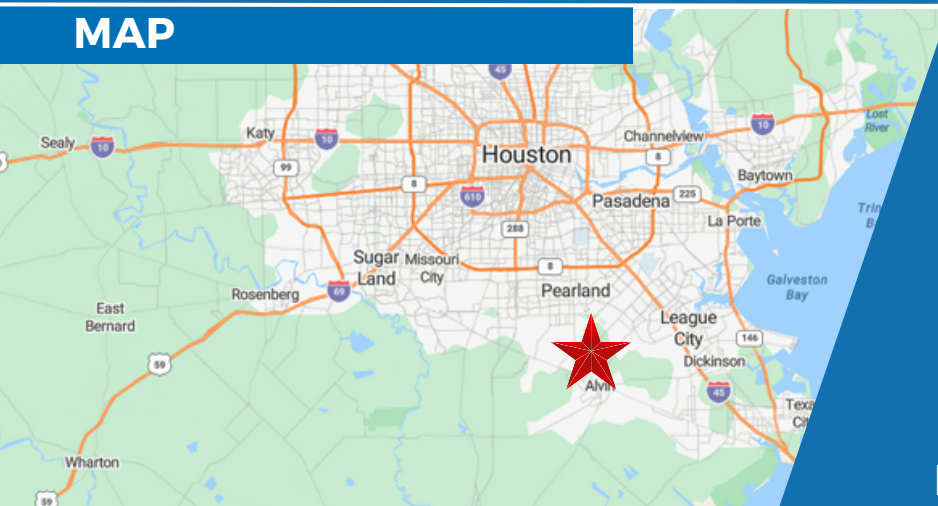 MAP
45
Lost
River
10
Channelview
Katy
10
Sealy
10
Houston
8
99
Baytown
8
610
225
Pasadena
La Porte
288
Sugar
Land
Missouri
City
8
Galveston
Bay
69
Rosenberg
Pearland
East
Bernard
League
City
146
59
Dickinson
Alvin
45
Wharton
59